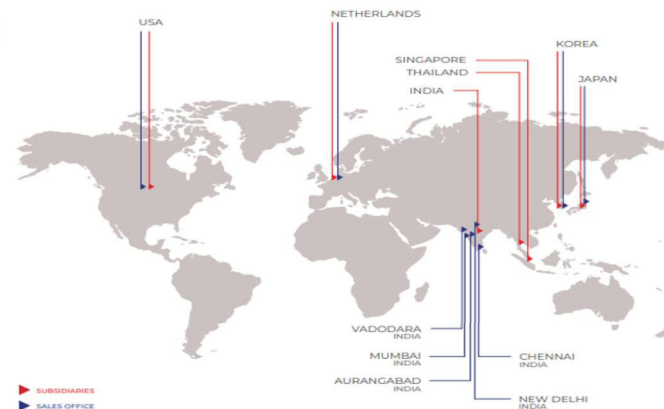 USA
NETHERLANDS
SINGAPORE
THAILAND
INDIA
KOREA
JAPAN
VADODARA
INDIA
MUMBAI
INDIA
AURANGABAD
INDIA
CHENNAI
INDIA
NEW DELHI
INDIA
SUBSIDIARIES
SALES OFFICE